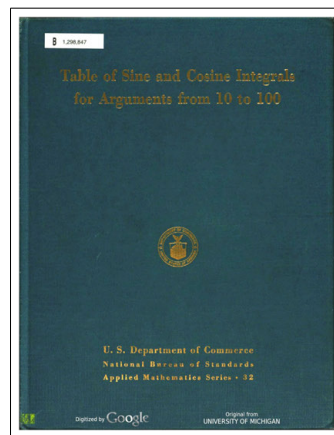 B 1,298,847
Table of Sine and Cosine Integrals
for Arguments from 10 to 100
U. S. Department of Commerce
National Bureau of Standards
Applied Mathematics Series · 32
Digitized by Google
Original from
UNIVERSITY OF MICHIGAN